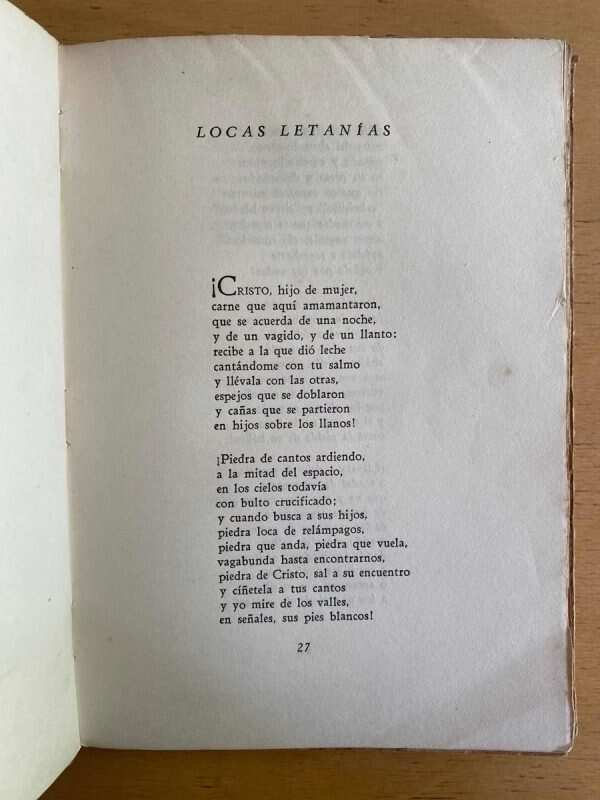 LOCAS LETANÍAS
¡CRISTO, hijo de mujer,
carne que aquí amamantaron,
que se acuerda de una noche,
y de un vagido, y de un llanto:
recibe a la que dió leche
cantándome con tu salmo
y llévala con las otras,
espejos que se doblaron
y cañas que se partieron
en hijos sobre los llanos!
¡Piedra de cantos ardiendo,
a la mitad del espacio,
en los cielos todavía
con bulto crucificado;
y cuando busca a sus hijos,
piedra loca de relámpagos,
piedra que anda, piedra que vuela,
vagabunda hasta encontrarnos,
piedra de Cristo, sal a su encuentro
y cíñetela a tus cantos
y yo mire de los valles,
en señales, sus pies blancos!
27